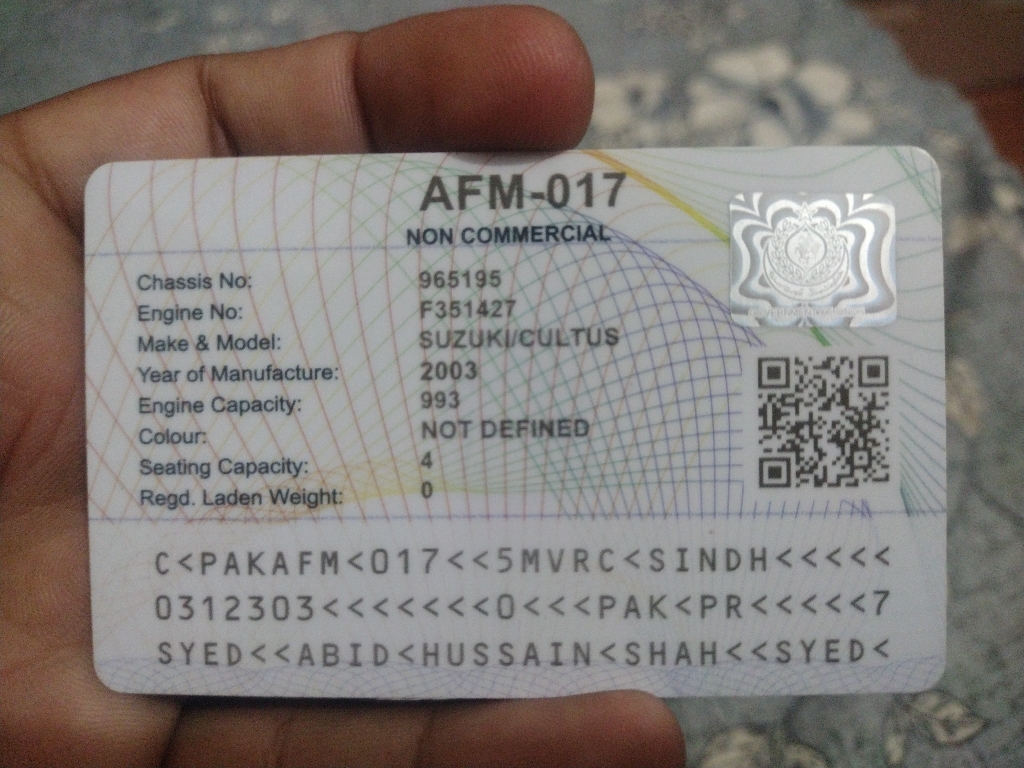 AFM-017
NON COMMERCIAL
Chassis No: 965195
Engine No: F351427
Make & Model: SUZUKI/CULTUS
Year of Manufacture: 2003
Engine Capacity: 993
Colour: NOT DEFINED
Seating Capacity: 4
Regd. Laden Weight: 0
C<PAKAFM<017<<5MVRC<SINDH<<<<<
0312303<<<<<<<0<<<PAK<PR<<<<<7
SYED<<ABID<HUSSAIN<SHAH<<SYED<